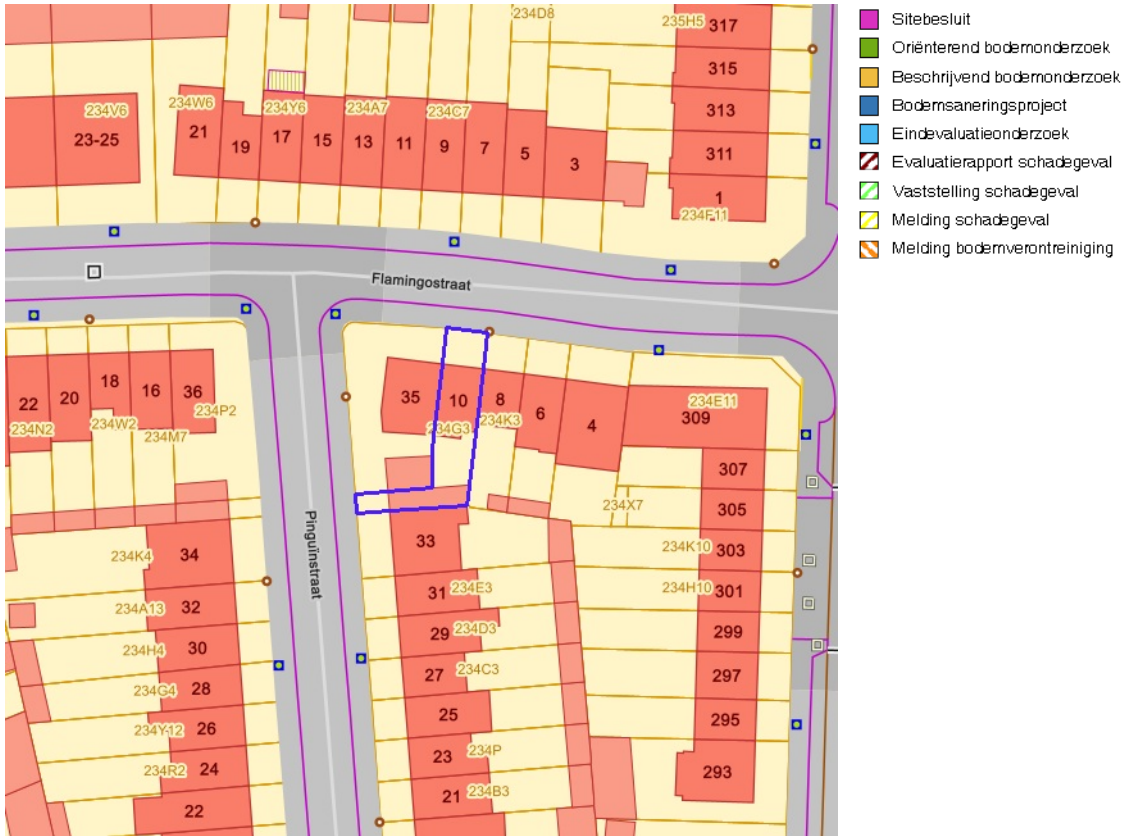 234D8
235H5
317
315
313
311
1
234F11
234V6
23-25
234W6
21
19
234Y6
17
15
234A7
13
11
234C7
9
7
5
3
Flamingostraat
22
20
18
16
36
234P2
234N2
234W2
234M7
35
10
8
6
4
234G3
234K3
234E11
309
307
305
303
301
299
297
295
293
234X7
234K10
234H10
Pinguïnstraat
34
32
30
28
26
24
22
234K4
234A13
234H4
234G4
234Y12
234R2
33
31
29
27
25
23
21
234E3
234D3
234C3
234P
234B3
Sitebesluit
Oriënterend bodemonderzoek
Beschrijvend bodemonderzoek
Bodemsaneringsproject
Eindevaluatieonderzoek
Evaluatierapport schadegeval
Vaststelling schadegeval
Melding schadegeval
Melding bodemverontreiniging